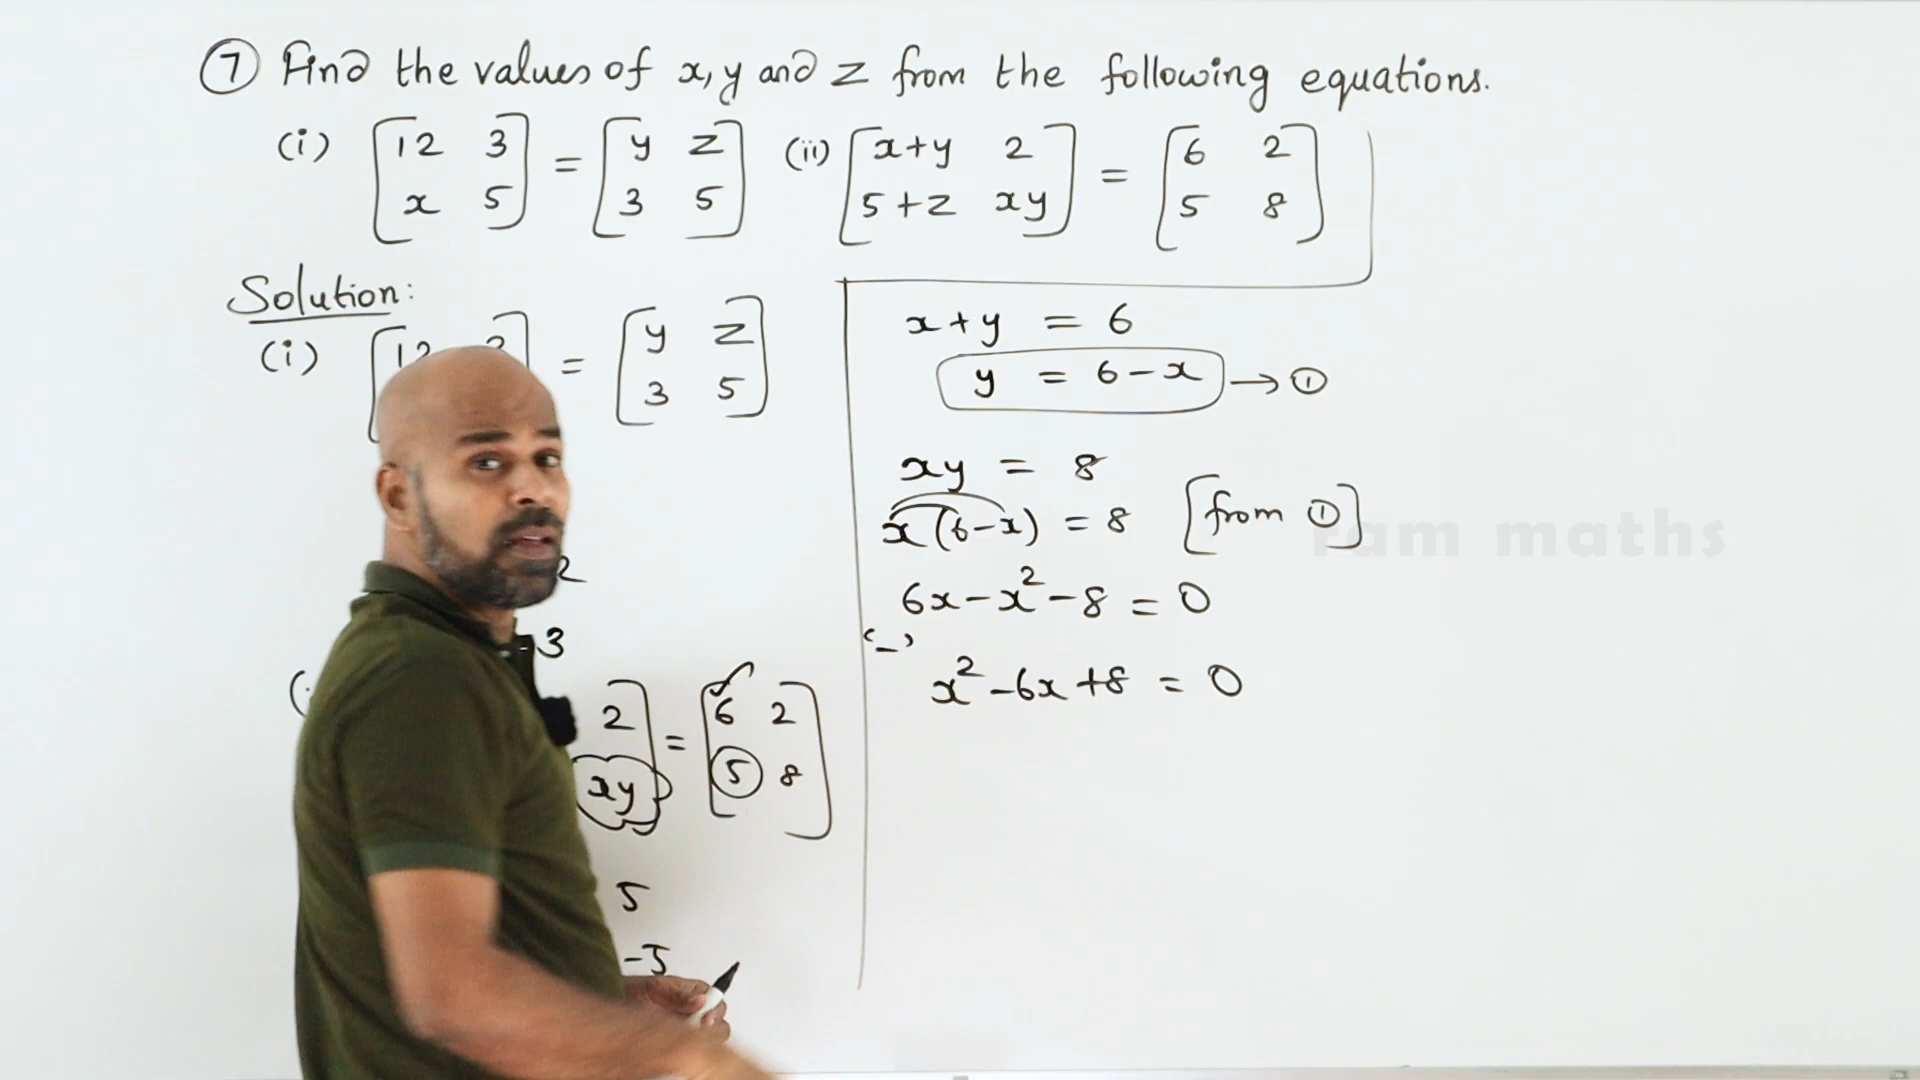 ⑦ Find the values of x, y and z from the following equations.
(i) [12 3] = [y z] (ii) [x+y 2] = [6 2]
[x 5] [3 5] [5+z xy] [5 8]
Solution:
(i) [12 3] = [y z]
[3 5]
2
3
2] = [6 2]
xy] [5 8]
5
-5
x+y = 6
y = 6-x → ①
xy = 8
x(6-x) = 8 [from ①]
6x-x²-8 = 0
'-'
x²-6x+8 = 0
ram maths